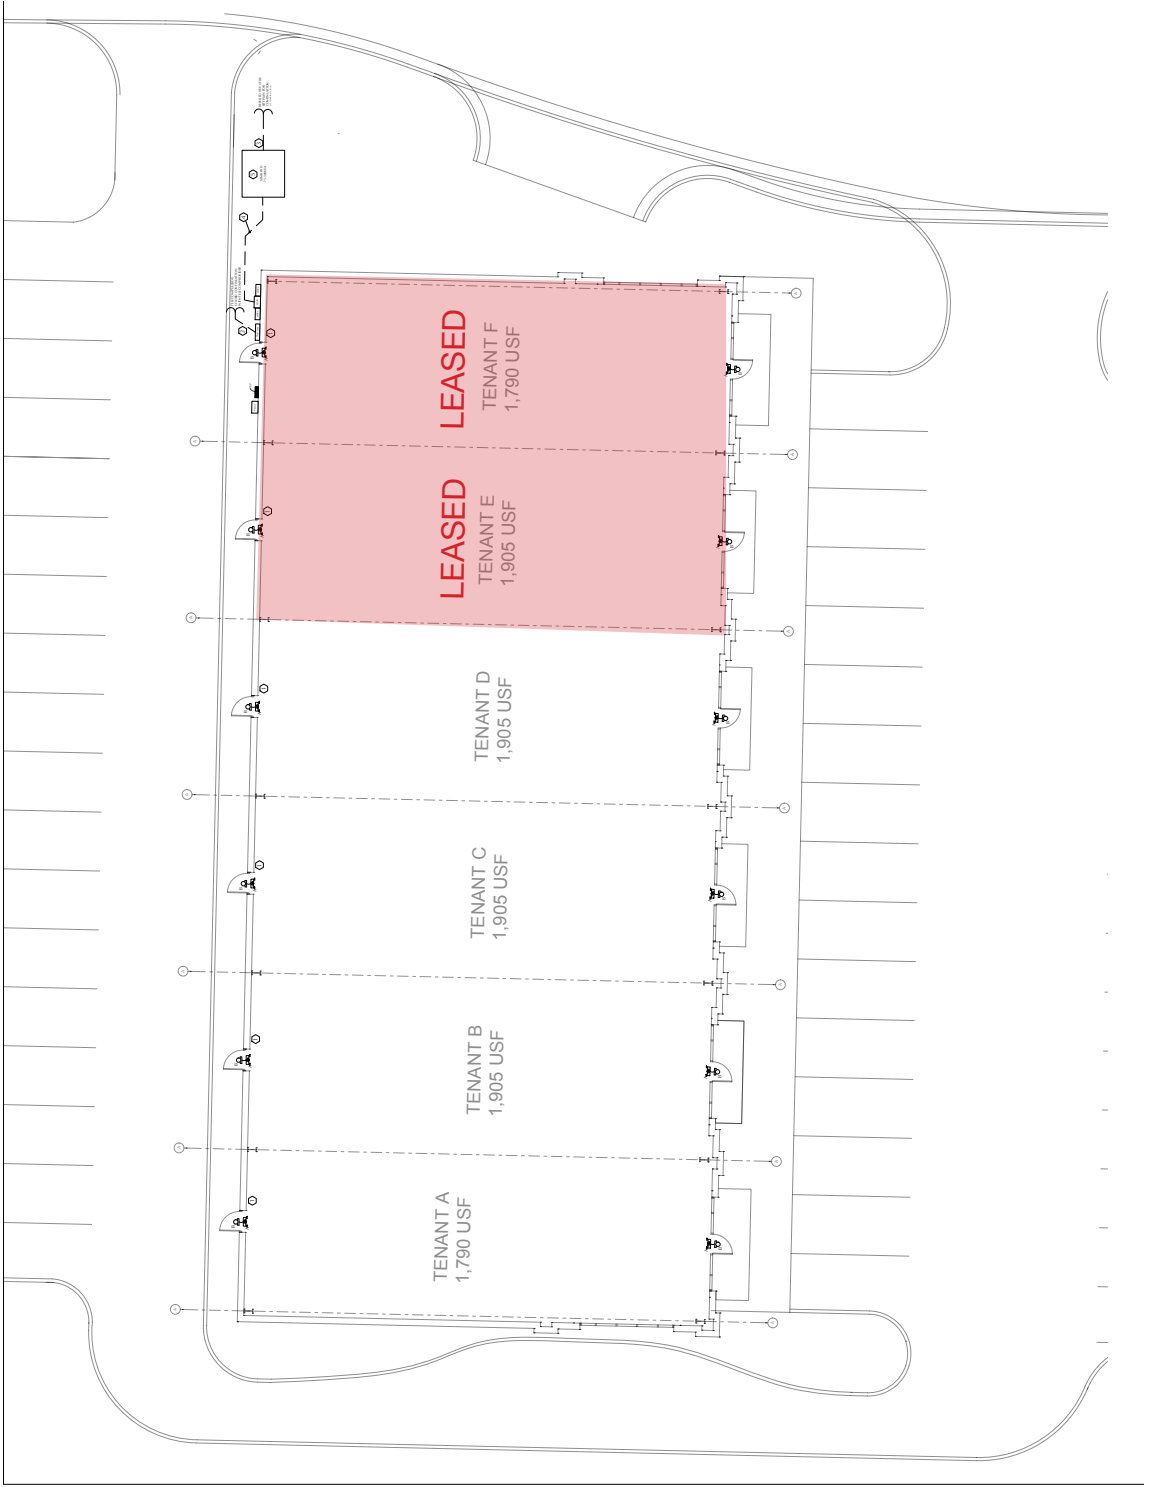 LEASED
TENANT F
1,790 USF
LEASED
TENANT E
1,905 USF
TENANT D
1,905 USF
TENANT C
1,905 USF
TENANT B
1,905 USF
TENANT A
1,790 USF